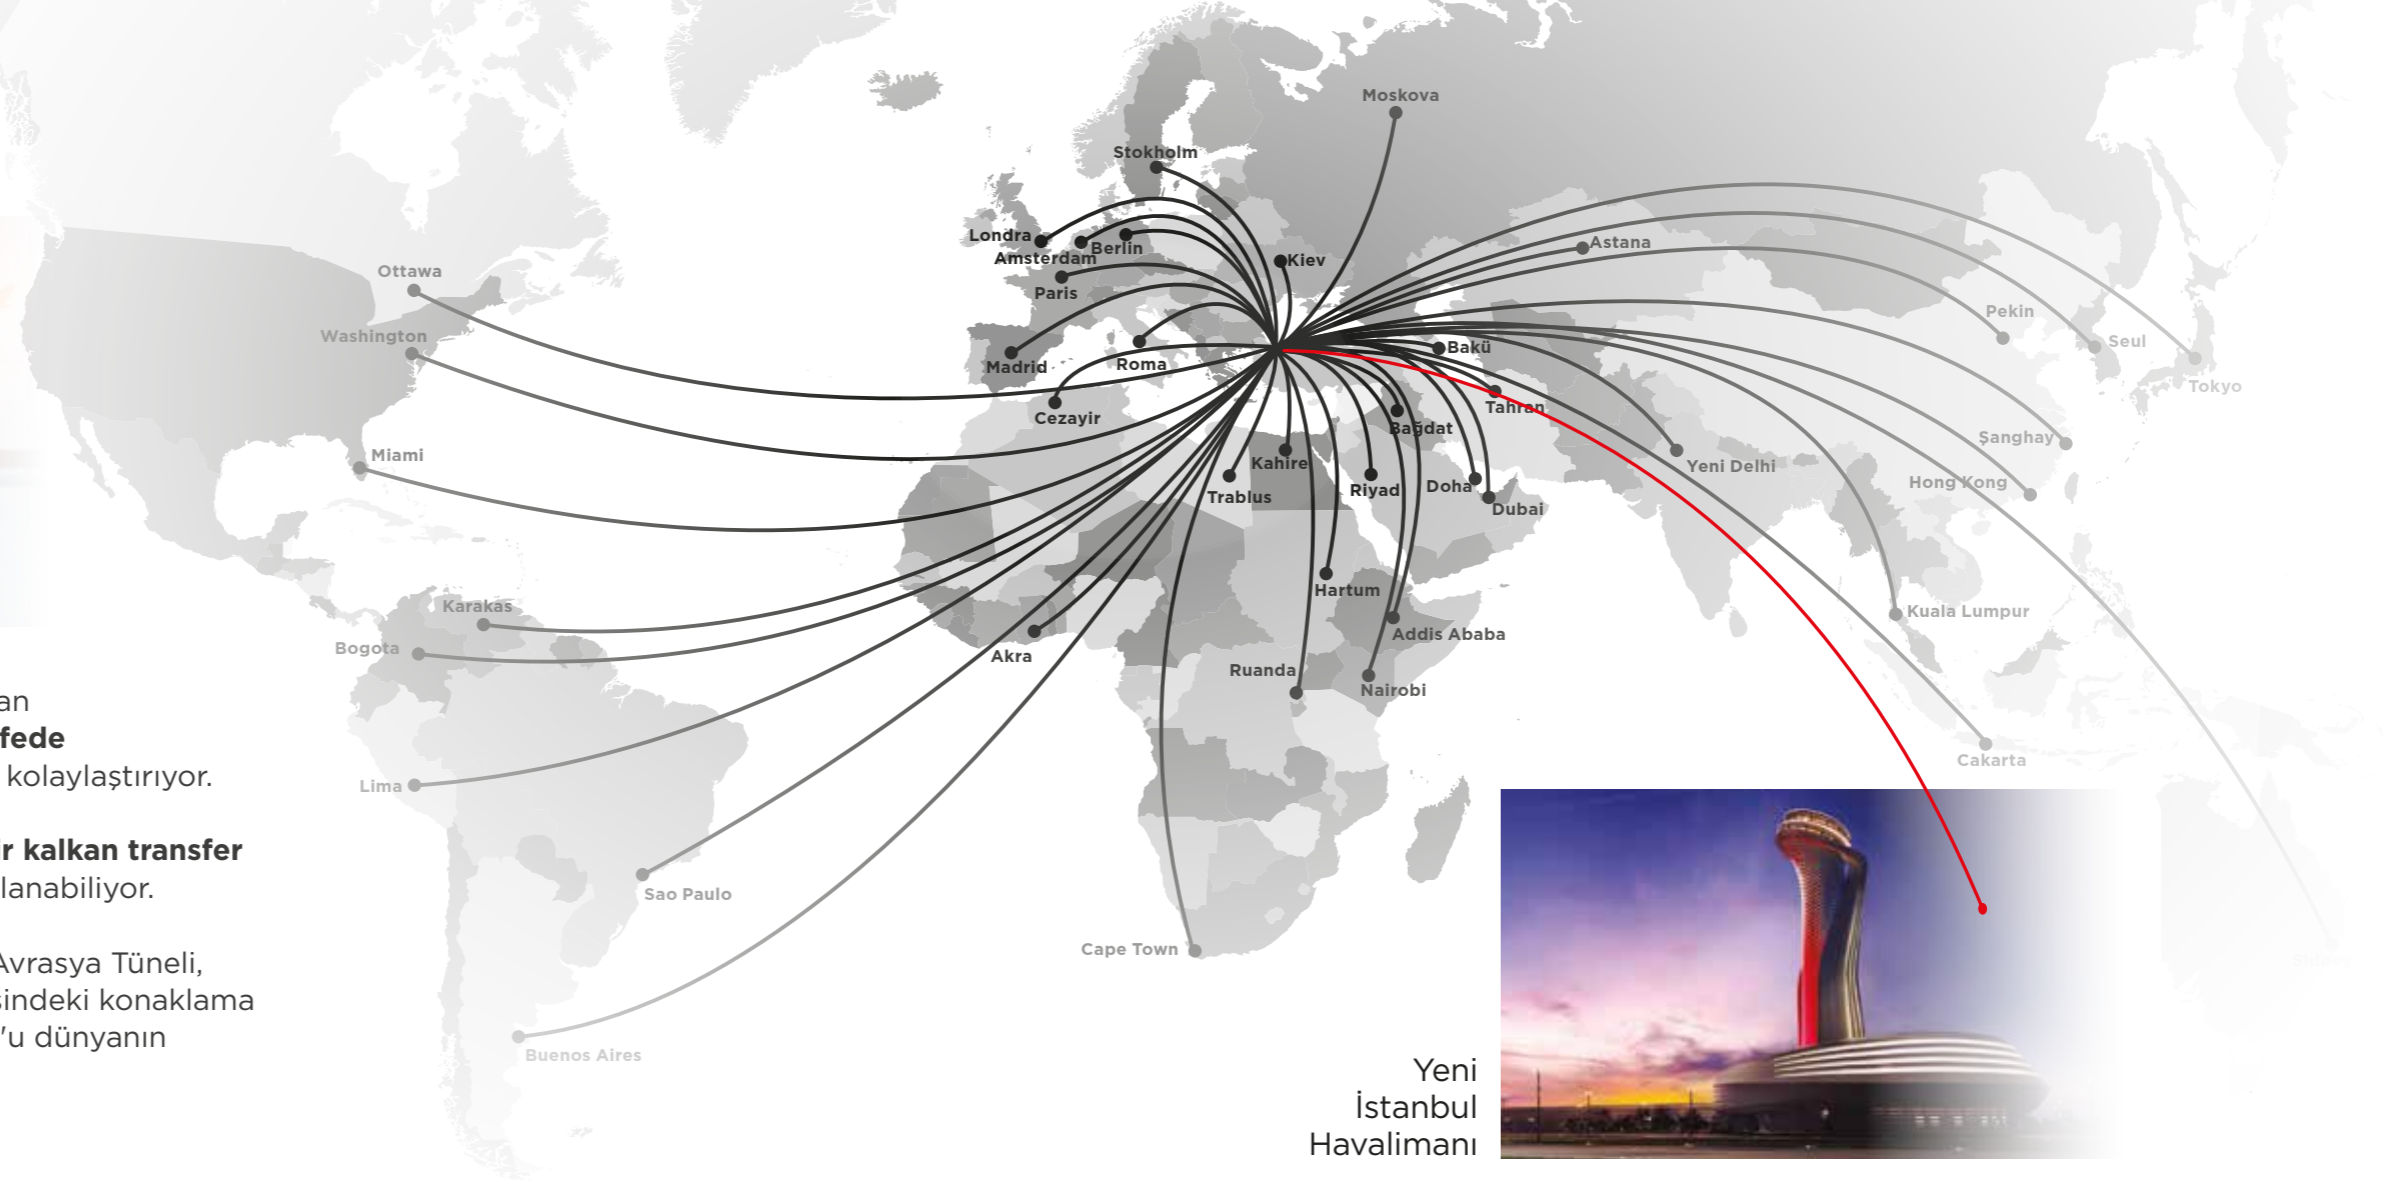 Moskova
Stokholm
Londra
Berlin
Amsterdam
Kiev
Astana
Paris
Ottawa
Washington
Madrid
Roma
Bakü
Pekin
Seul
Tokyo
Cezayir
Tahran
Bağdat
Miami
Kahire
Trablus
Riyad
Doha
Dubai
Yeni Delhi
Şanghay
Hong Kong
Karakas
Bogota
Hartum
Kuala Lumpur
Akra
Addis Ababa
Ruanda
Nairobi
Lima
Cakarta
Sao Paulo
Cape Town
Buenos Aires
an
fede
kolaylaştırıyor.
ir kalkan transfer
lanabiliyor.
Avrasya Tüneli,
sindeki konaklama
'u dünyanın
Yeni
İstanbul
Havalimanı